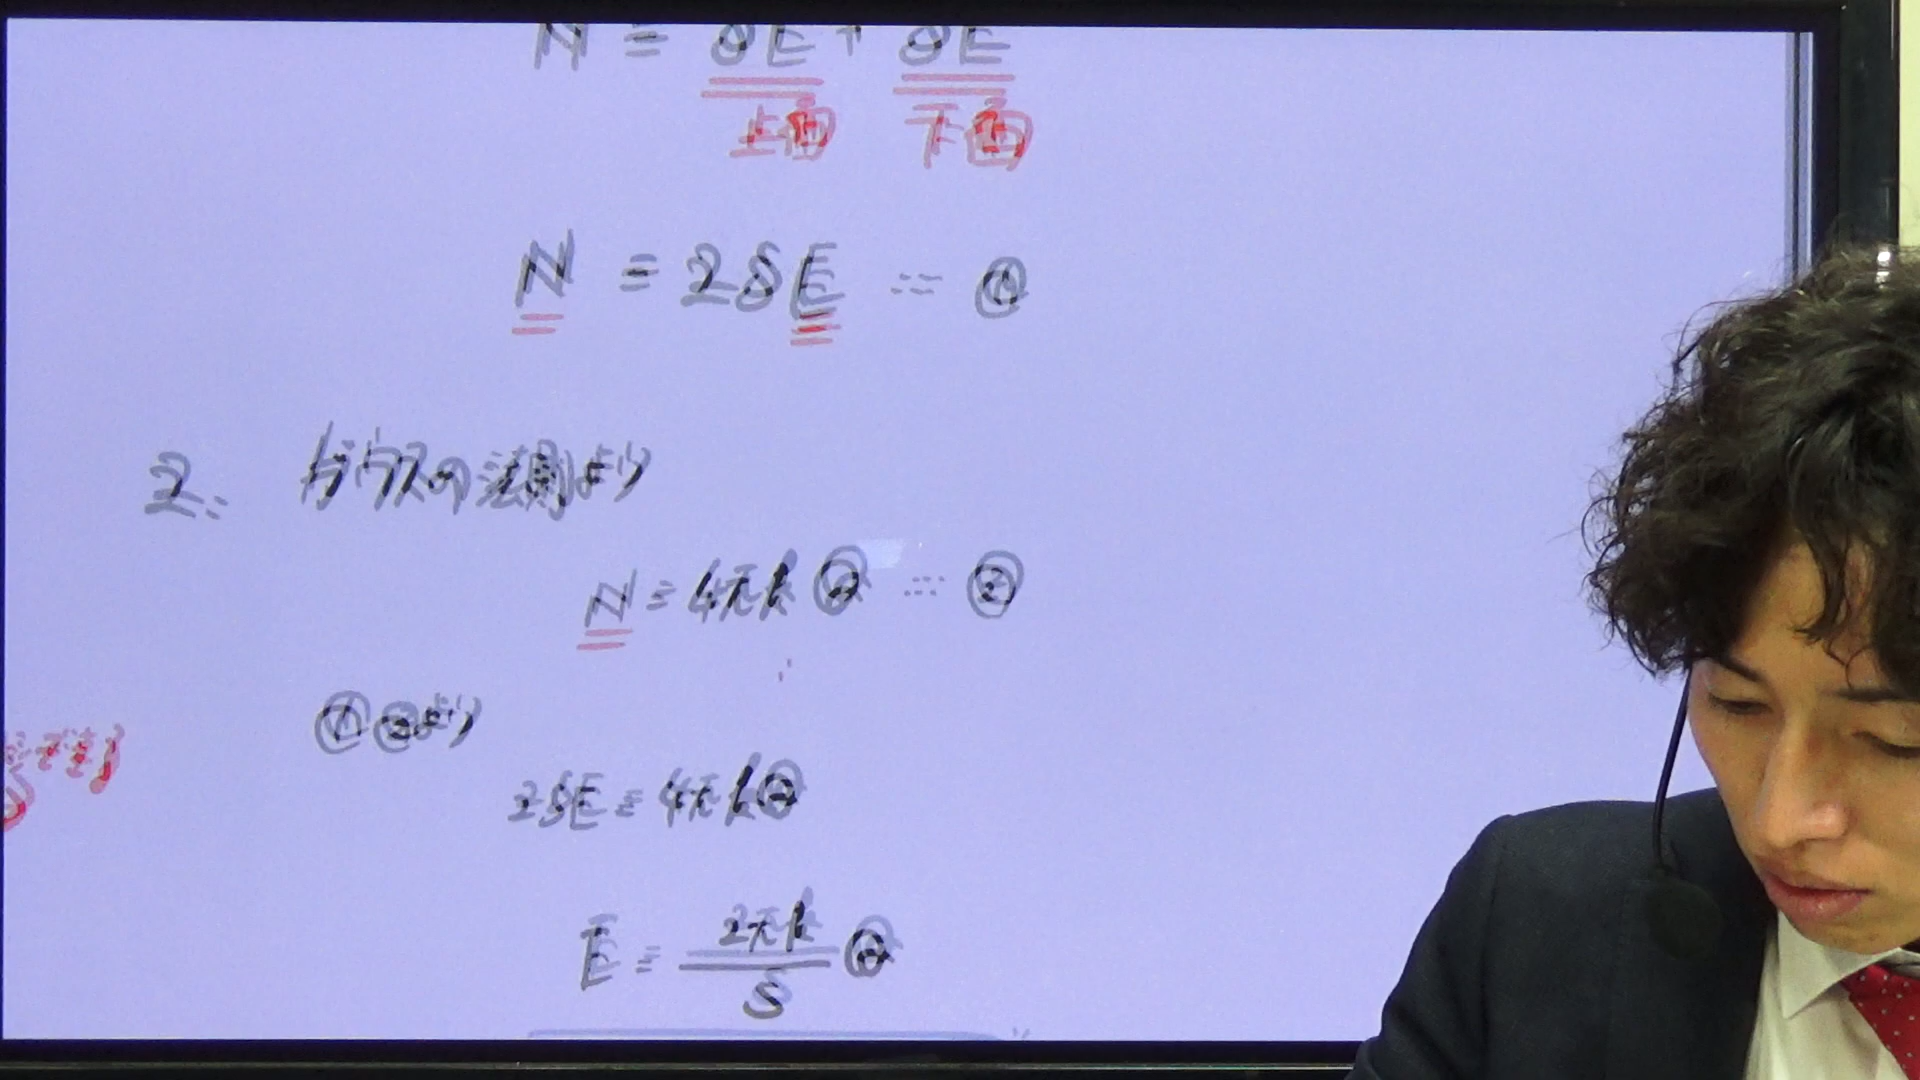 N = SE + SE
上面 下面
N = 2SE … ①
2. ガウスの法則より
N = 4πkQ … ②
①②より
2SE = 4πkQ
E = 2πk/S Q